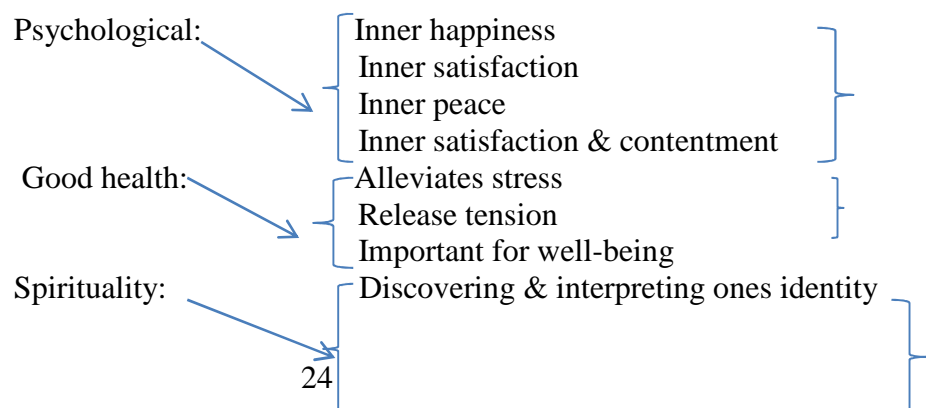 Psychological: Inner happiness
Inner satisfaction
Inner peace
Inner satisfaction & contentment
Good health: Alleviates stress
Release tension
Important for well-being
Spirituality: Discovering & interpreting ones identity
24